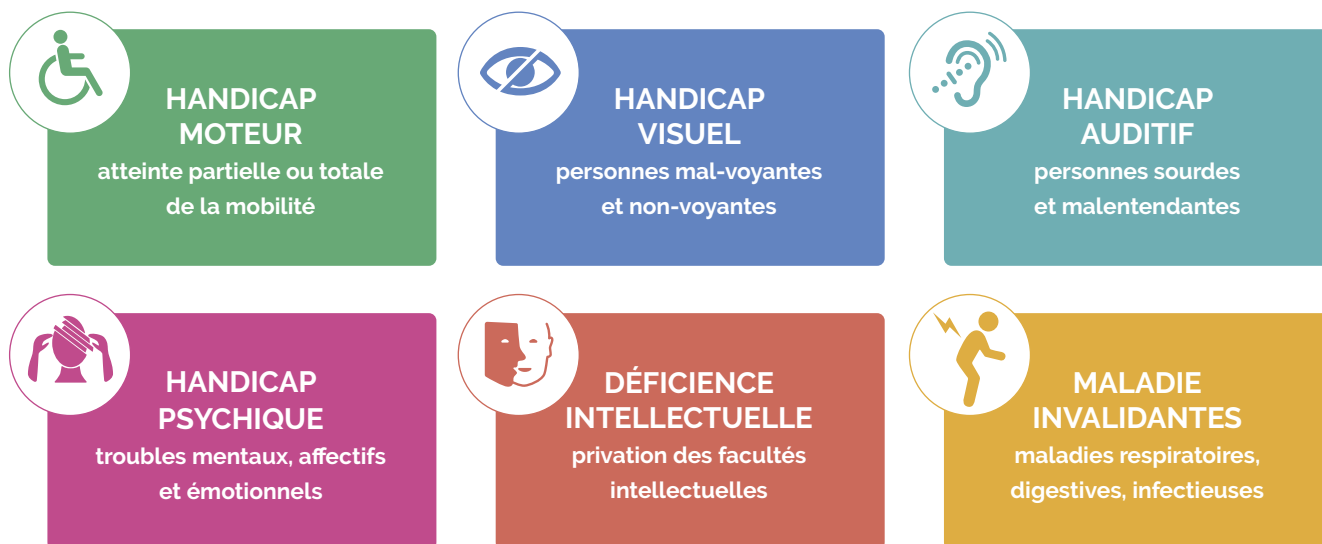 HANDICAP
MOTEUR
atteinte partielle ou totale
de la mobilité
HANDICAP
VISUEL
personnes mal-voyantes
et non-voyantes
HANDICAP
AUDITIF
personnes sourdes
et malentendantes
HANDICAP
PSYCHIQUE
troubles mentaux, affectifs
et émotionnels
DÉFICIENCE
INTELLECTUELLE
privation des facultés
intellectuelles
MALADIE
INVALIDANTES
maladies respiratoires,
digestives, infectieuses